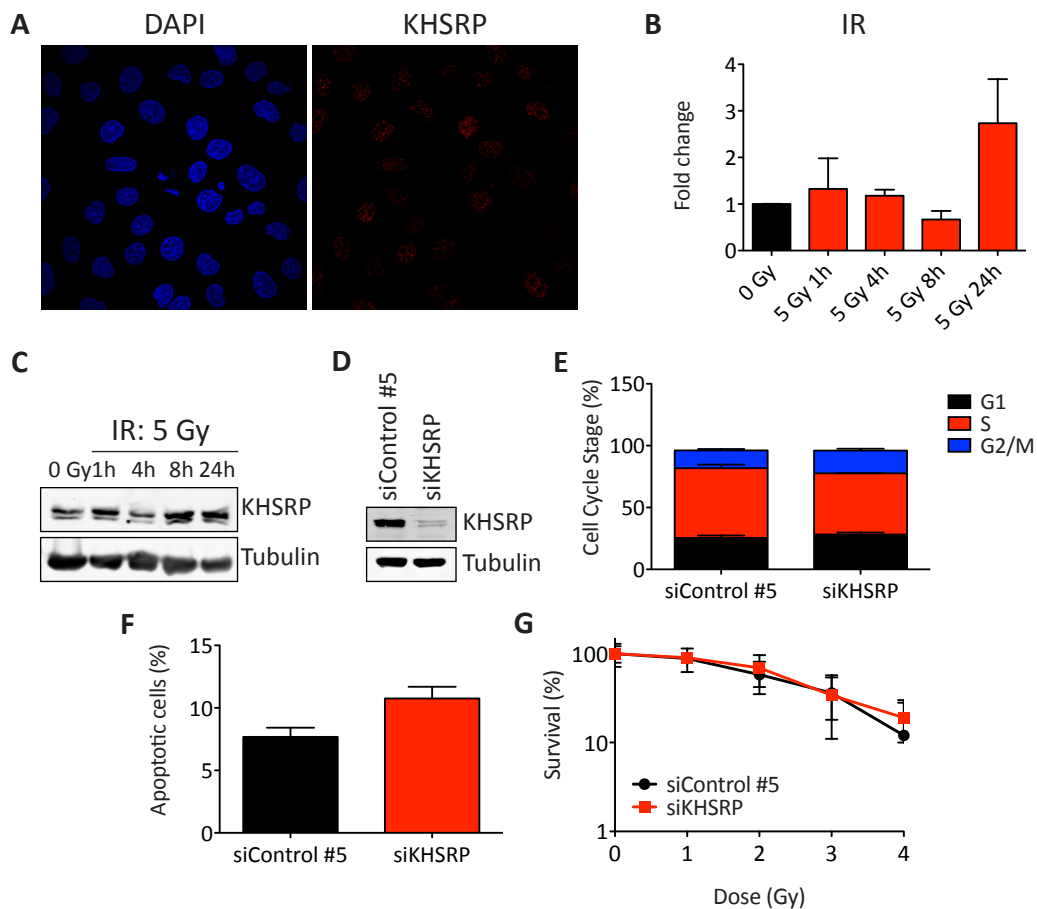 A
DAPI
KHSRP
B
IR
Fold change
4
3
2
1
0
0 Gy
5 Gy 1h
5 Gy 4h
5 Gy 8h
5 Gy 24h
C
IR: 5 Gy
0 Gy 1h 4h 8h 24h
KHSRP
Tubulin
D
siControl #5
siKHSRP
KHSRP
Tubulin
E
Cell Cycle Stage (%)
150
100
50
0
siControl #5 siKHSRP
G1
S
G2/M
F
Apoptotic cells (%)
15
10
5
0
siControl #5 siKHSRP
G
Survival (%)
100
10
1
siControl #5
siKHSRP
0 1 2 3 4
Dose (Gy)